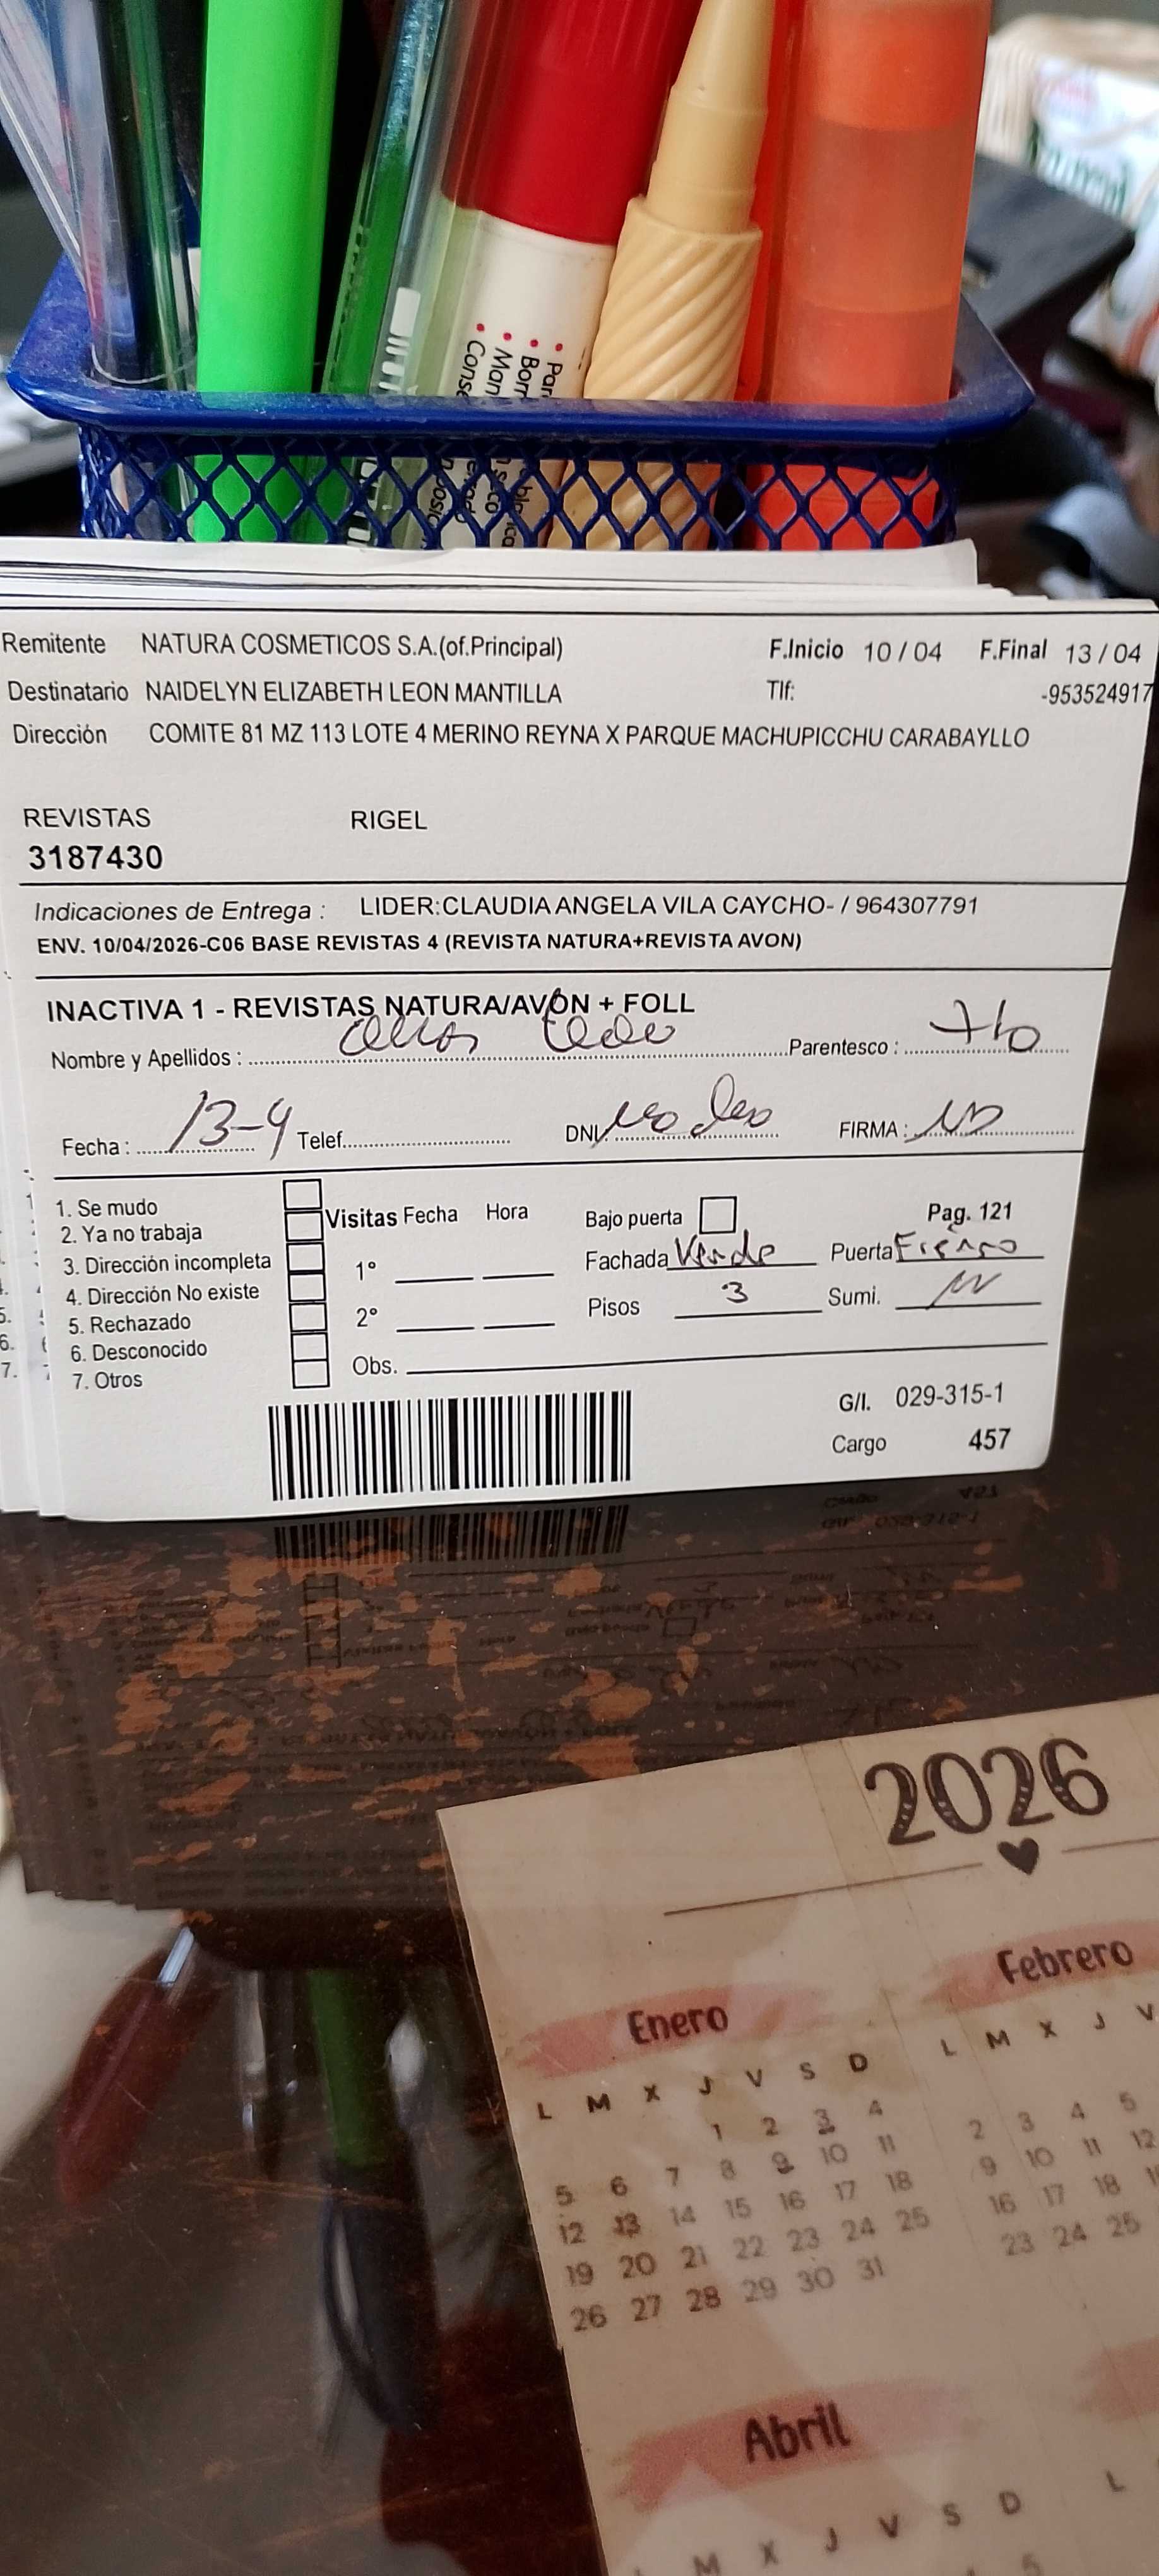 Par
Borr
Man
Conse
Remitente NATURA COSMETICOS S.A.(of.Principal) F.Inicio 10 / 04 F.Final 13 / 04
Destinatario NAIDELYN ELIZABETH LEON MANTILLA Tlf: -953524917
Dirección COMITE 81 MZ 113 LOTE 4 MERINO REYNA X PARQUE MACHUPICCHU CARABAYLLO
REVISTAS RIGEL
3187430
Indicaciones de Entrega : LIDER:CLAUDIA ANGELA VILA CAYCHO- / 964307791
ENV. 10/04/2026-C06 BASE REVISTAS 4 (REVISTA NATURA+REVISTA AVON)
INACTIVA 1 - REVISTAS NATURA/AVON + FOLL
Nombre y Apellidos : Parentesco :
Fecha : 13-4 Telef. DNI. FIRMA :
1. Se mudo
2. Ya no trabaja
3. Dirección incompleta
4. Dirección No existe
5. Rechazado
6. Desconocido
7. Otros
Visitas Fecha Hora
1°
2°
Obs.
Bajo puerta Pag. 121
Fachada Verde Puerta Fierro
Pisos 3 Sumi.
G/I. 029-315-1
Cargo 457
2026
Enero
L M X J V S D
1 2 3 4
5 6 7 8 9 10 11
12 13 14 15 16 17 18
19 20 21 22 23 24 25
26 27 28 29 30 31
Febrero
L M X J V
2 3 4 5
9 10 11 12
16 17 18
23 24 25
Abril
M X J V S D
L